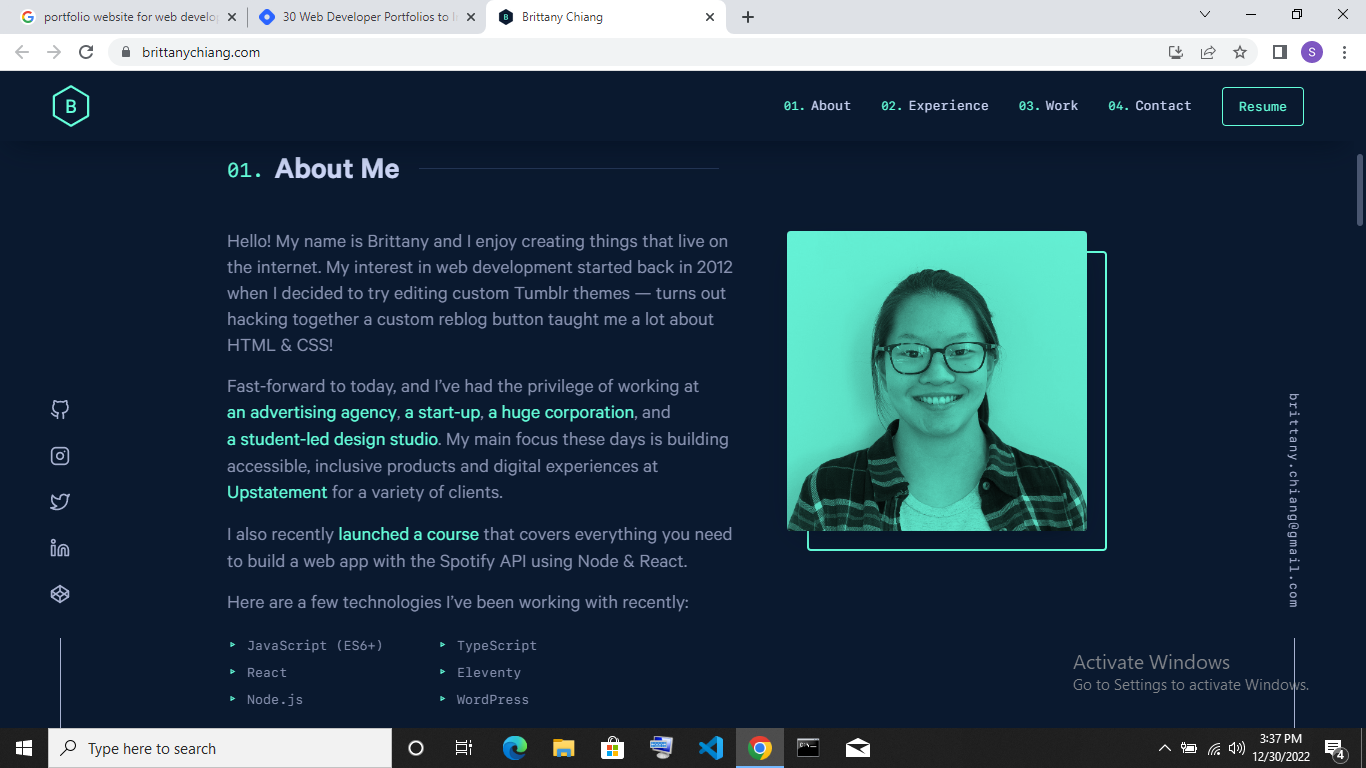 portfolio website for web develop
30 Web Developer Portfolios to I
Brittany Chiang
brittanychiang.com
S
B
01. About
02. Experience
03. Work
04. Contact
Resume
01. About Me
Hello! My name is Brittany and I enjoy creating things that live on
the internet. My interest in web development started back in 2012
when I decided to try editing custom Tumblr themes — turns out
hacking together a custom reblog button taught me a lot about
HTML & CSS!
Fast-forward to today, and I’ve had the privilege of working at
an advertising agency, a start-up, a huge corporation, and
a student-led design studio. My main focus these days is building
accessible, inclusive products and digital experiences at
Upstatement for a variety of clients.
I also recently launched a course that covers everything you need
to build a web app with the Spotify API using Node & React.
Here are a few technologies I’ve been working with recently:
JavaScript (ES6+)
TypeScript
React
Eleventy
Node.js
WordPress
brittany.chiang@gmail.com
Activate Windows
Go to Settings to activate Windows.
Type here to search
3:37 PM
12/30/2022
4